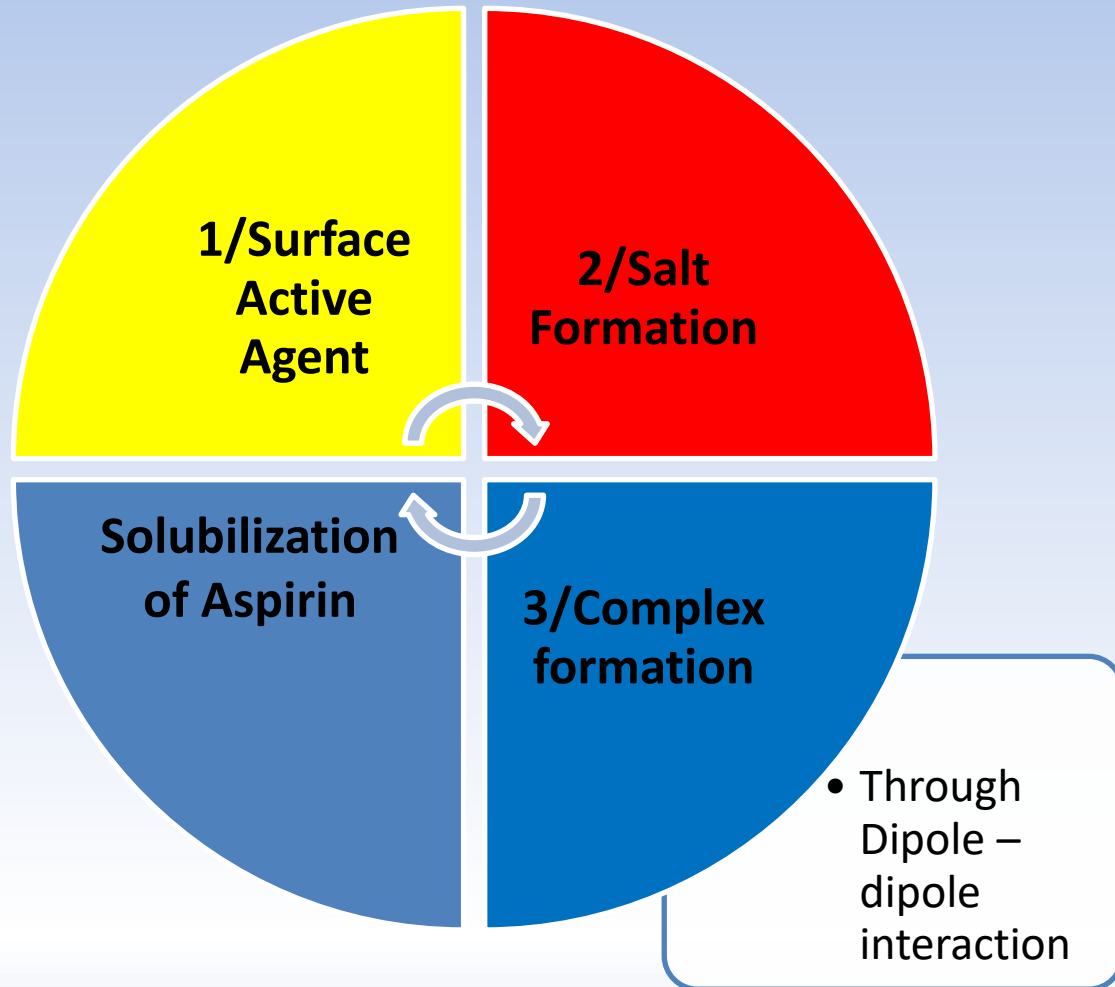 1/Surface
Active
Agent
2/Salt
Formation
Solubilization
of Aspirin
3/Complex
formation
• Through
Dipole –
dipole
interaction